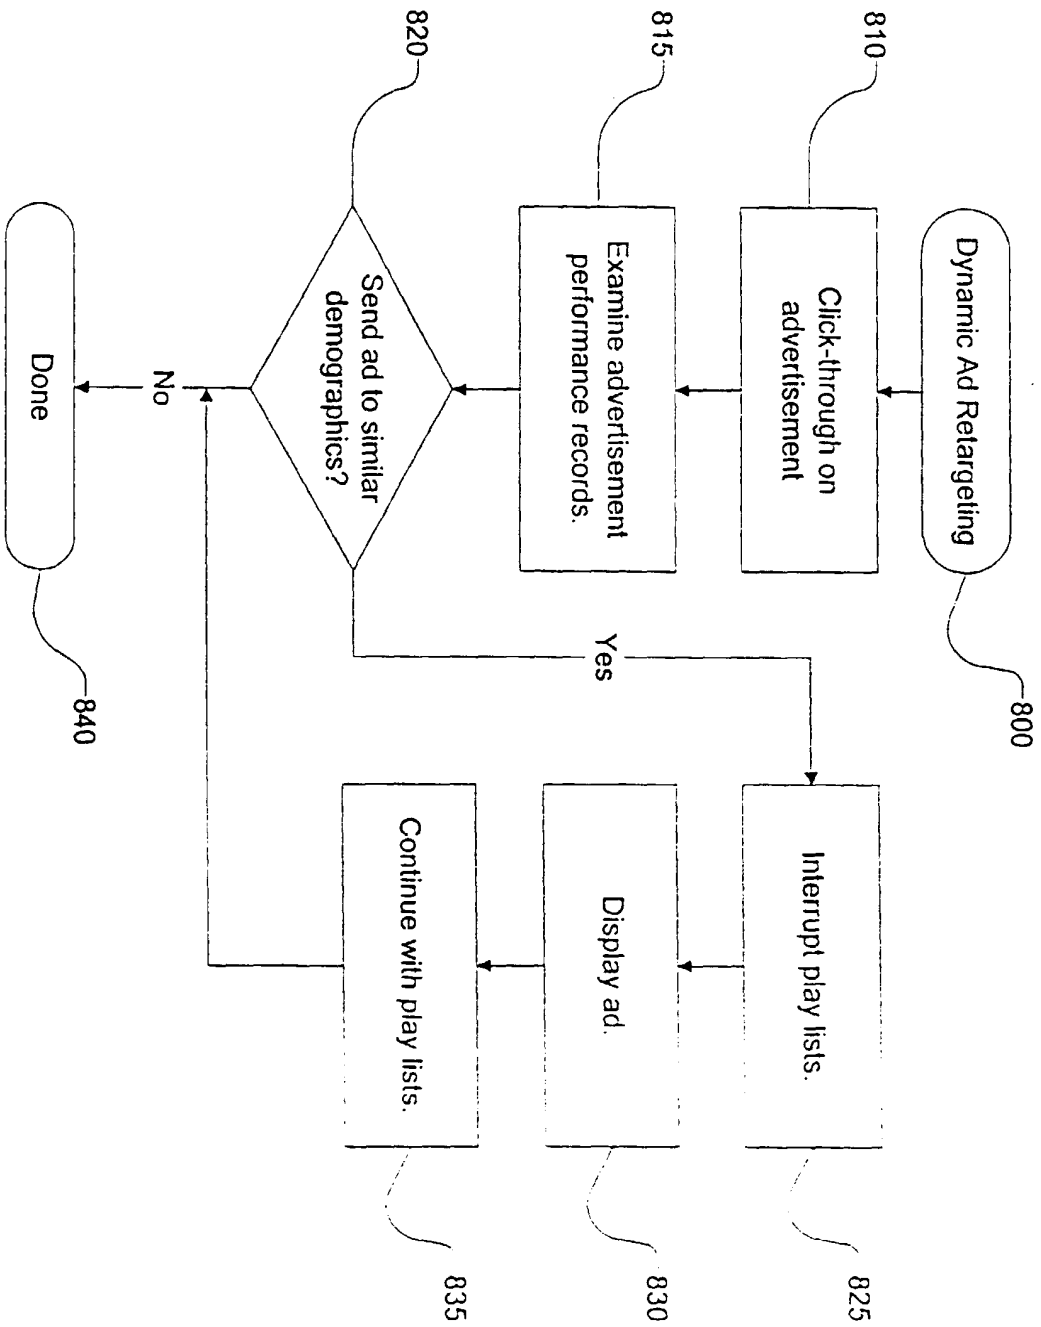 Dynamic Ad Retargeting
800
810
Click-through on
advertisement
815
Examine advertisement
performance records.
820
Send ad to similar
demographics?
Yes
No
Done
840
Interrupt play lists.
825
Display ad.
830
Continue with play lists.
835